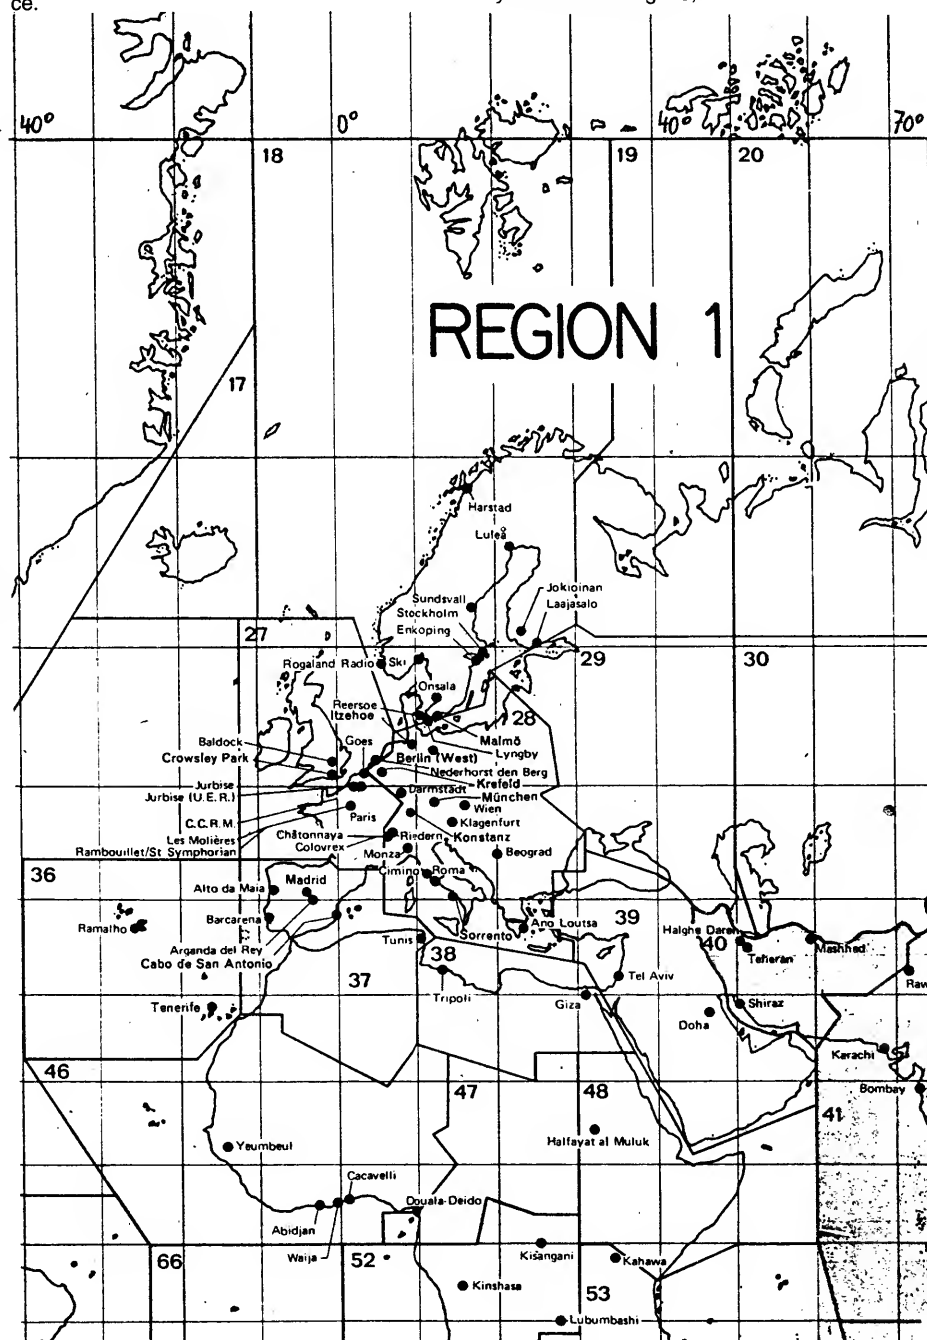 ce.
40°
0°
40°
70°
18
19
20
REGION 1
17
Harstad
Luleå
Sundsvall
Stockholm
Enkoping
Jokioinan
Laajasalo
27
29
30
Rogaland Radio
Ski
Onsala
Reersoe
Itzehoe
28
Baldock
Goes
Malmö
Crowsley Park
Berlin (West)
Lyngby
Nederhorst den Berg
Jurbise
Krefeld
Jurbise (U.E.R.)
Darmstadt
München
Wien
C.C.R.M.
Paris
Klagenfurt
Les Molières
Châtonnaya
Riedern
Konstanz
Rambouillet/St Symphorian
Colovrex
Monza
Beograd
36
Cimino
Roma
Alto da Maia
Madrid
Barcarena
39
Ramalho
Sorrento
Ano Loutsa
Halghe Dareh
40
Mashhad
Arganda del Rey
Tunis
38
Teheran
Cabo de San Antonio
37
Tripoli
Tel Aviv
Raw
Tenerife
Giza
Shiraz
Doha
Karachi
46
47
48
Bombay
41
Yeumbeul
Halfayat al Muluk
Cacavelli
Douala-Deido
Abidjan
Waija
66
52
Kisangani
Kahawa
Kinshasa
53
Lubumbashi